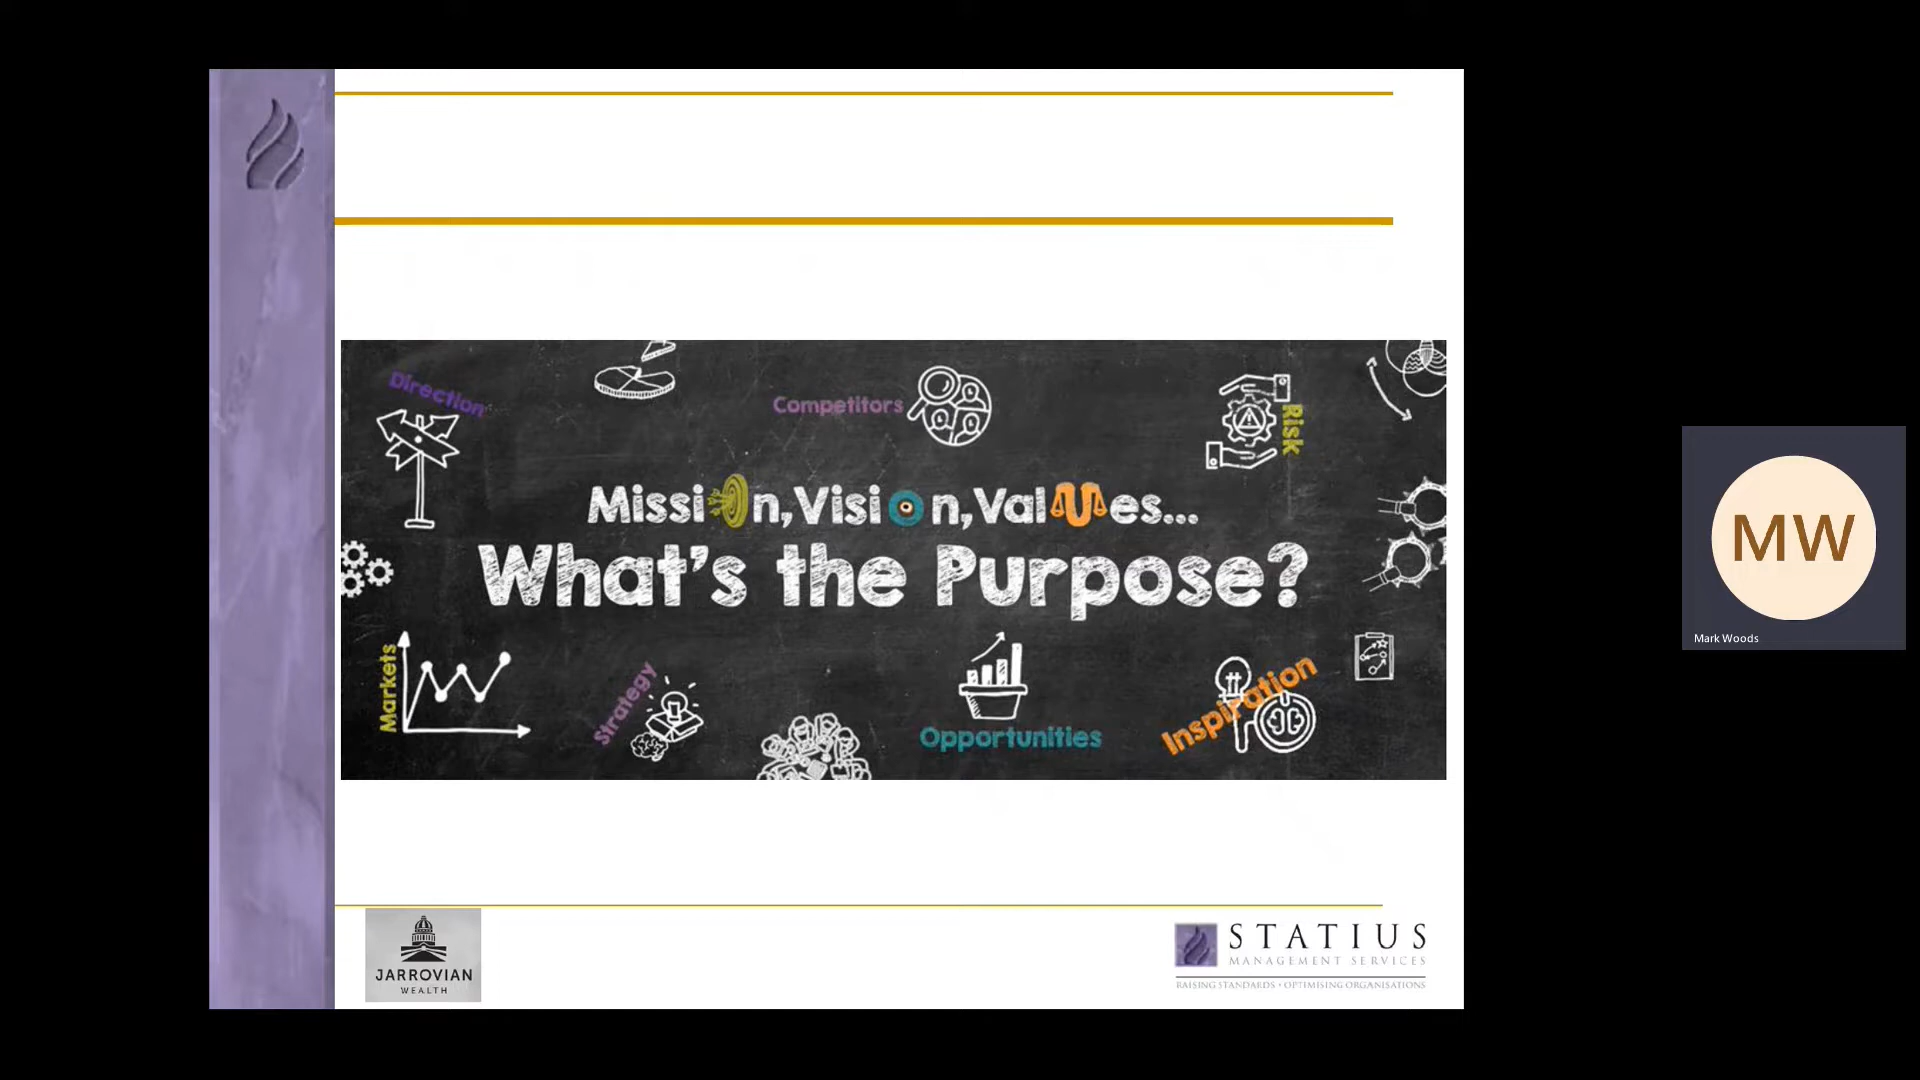 Direction
Competitors
Risk
Mission, Vision, Values...
What's the Purpose?
Markets
Strategy
Opportunities
Inspiration
MW
Mark Woods
JARROVIAN
WEALTH
STATIUS
MANAGEMENT SERVICES
RAISING STANDARDS • OPTIMISING ORGANISATIONS